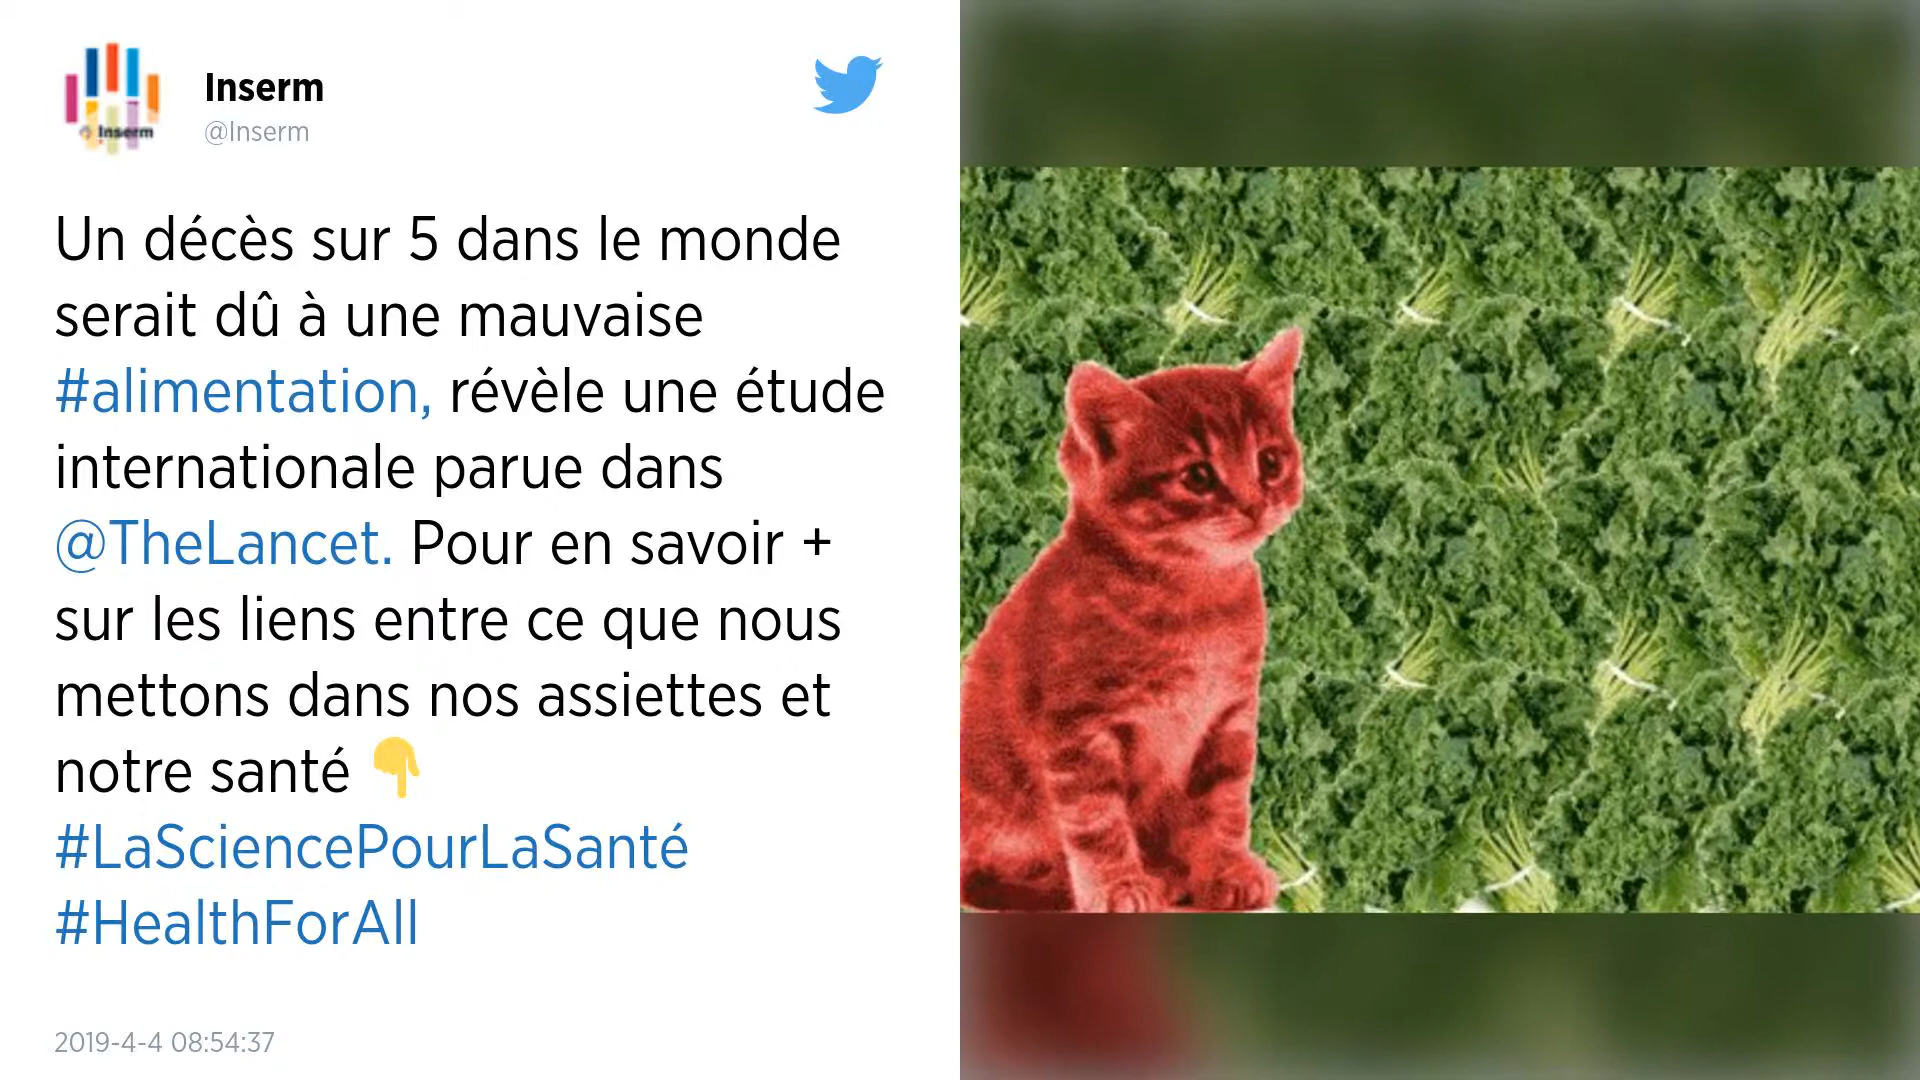 Inserm
Inserm
@Inserm
Un décès sur 5 dans le monde
serait dû à une mauvaise
#alimentation, révèle une étude
internationale parue dans
@TheLancet. Pour en savoir +
sur les liens entre ce que nous
mettons dans nos assiettes et
notre santé 👇
#LaSciencePourLaSanté
#HealthForAll
2019-4-4 08:54:37